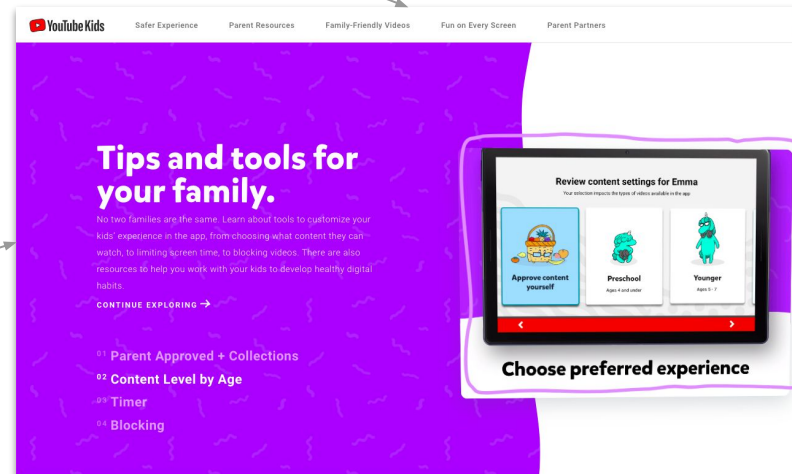 YouTube Kids
Safer Experience
Parent Resources
Family-Friendly Videos
Fun on Every Screen
Parent Partners
Tips and tools for
your family.
No two families are the same. Learn about tools to customize your
kids' experience in the app, from choosing what content they can
watch, to limiting screen time, to blocking videos. There are also
resources to help you work with your kids to develop healthy digital
habits.
CONTINUE EXPLORING →
01 Parent Approved + Collections
02 Content Level by Age
03 Timer
04 Blocking
Review content settings for Emma
Your selection impacts the types of videos available in the app
Approve content
yourself
Preschool
Ages 4 and under
Younger
Ages 5 - 7
Choose preferred experience